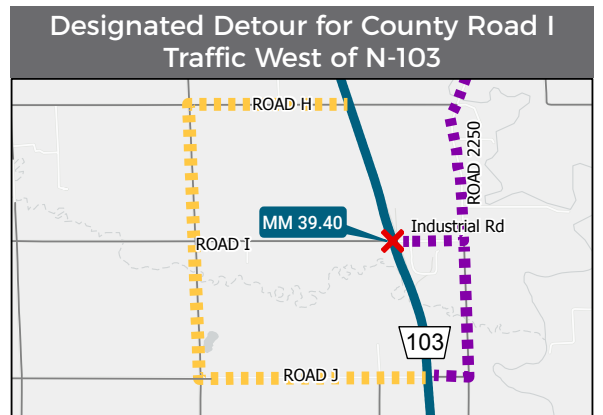 Designated Detour for County Road I
Traffic West of N-103
ROAD H
ROAD 2250
MM 39.40
Industrial Rd
ROAD I
103
ROAD J